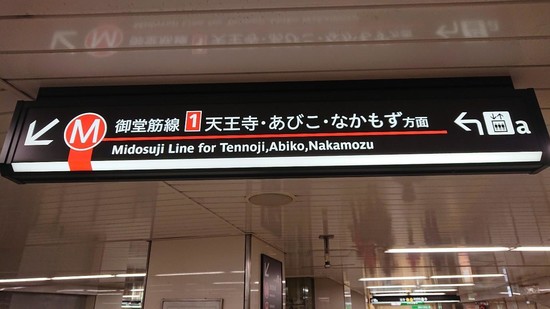 M 御堂筋線 1 天王寺・あびこ・なかもず方面 a
Midosuji Line for Tennoji,Abiko,Nakamozu